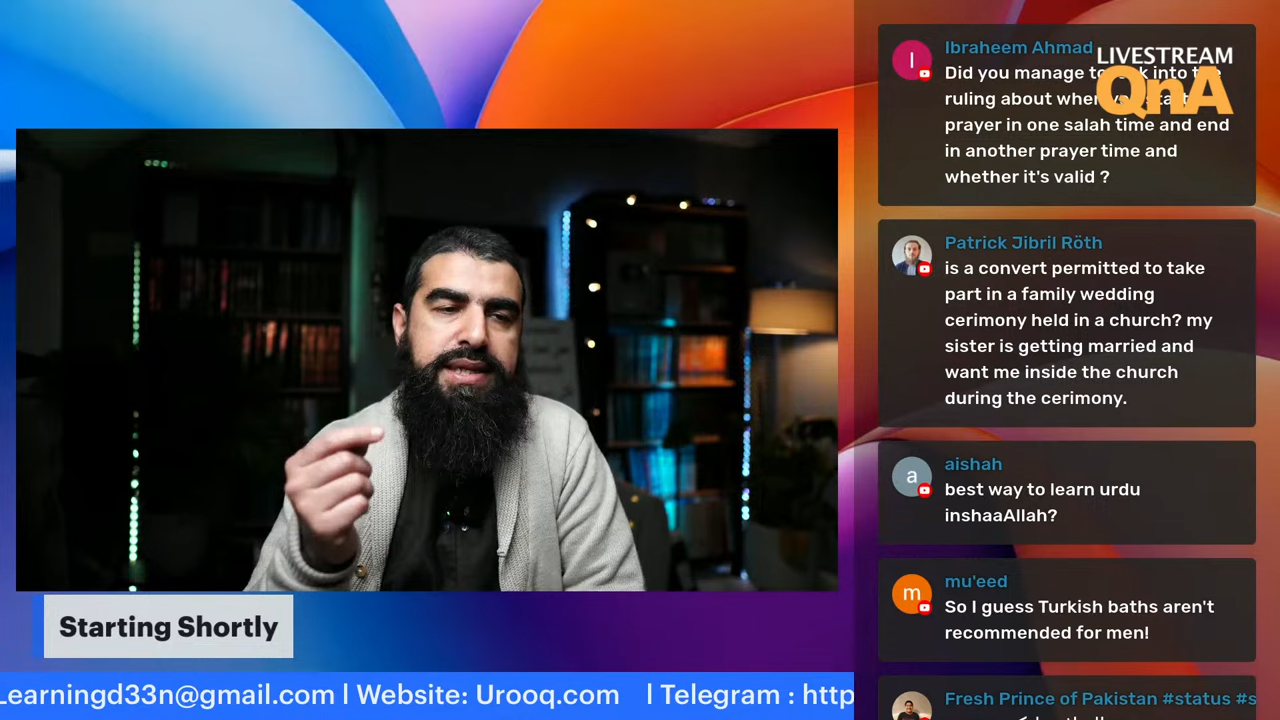 LIVESTREAM
QnA
Ibraheem Ahmad
Did you manage to into
ruling about
prayer in one salah time and end
in another prayer time and
whether it's valid ?
Patrick Jibril Röth
is a convert permitted to take
part in a family wedding
cerimony held in a church? my
sister is getting married and
want me inside the church
during the cerimony.
a
aishah
best way to learn urdu
inshaaAllah?
m
mu'eed
So I guess Turkish baths aren't
recommended for men!
Fresh Prince of Pakistan #status #s
Starting Shortly
Learningd33n@gmail.com | Website: Urooq.com | Telegram : http